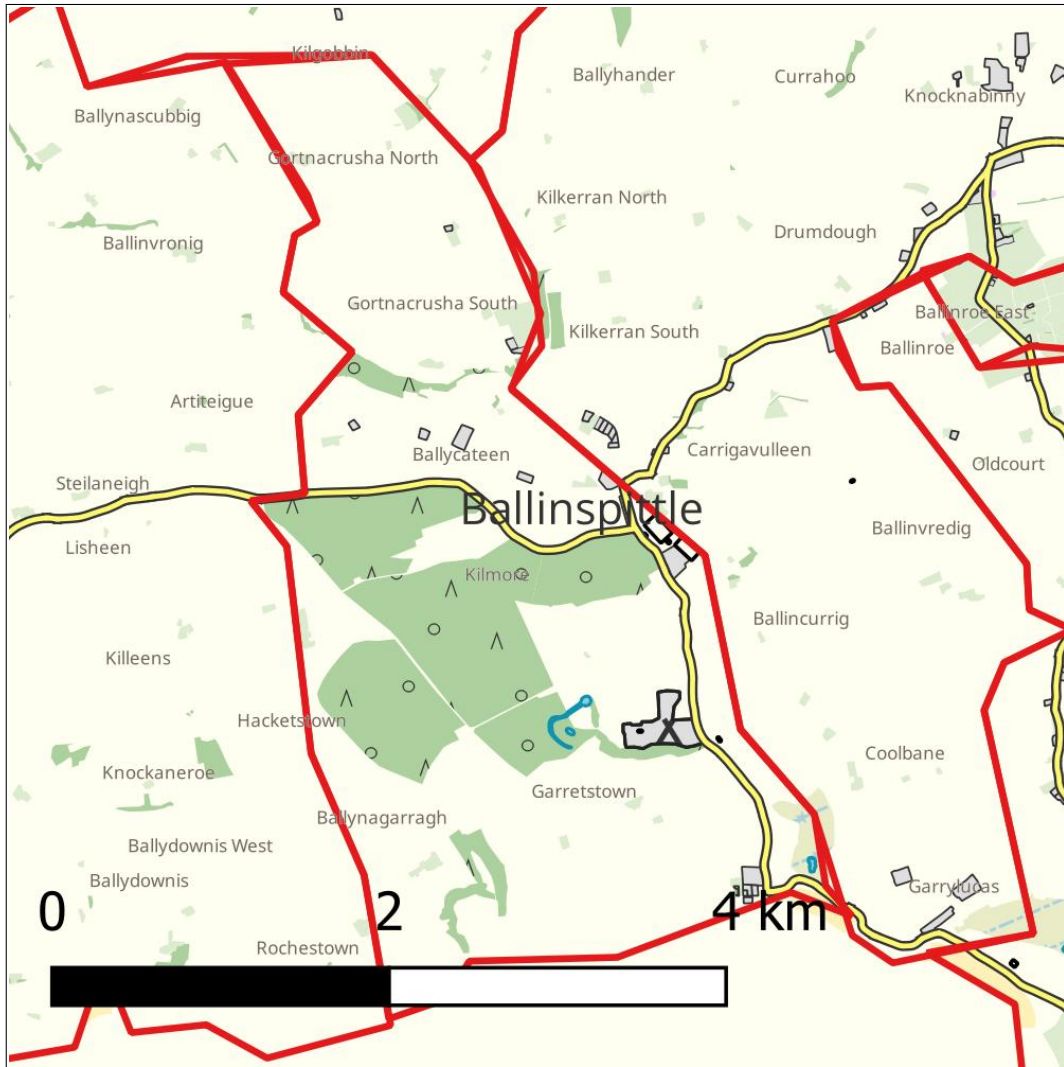 Kilgobbin
Ballyhander
Currahoo
Knocknabinny
Ballynascubbig
Gortnacrusha North
Kilkerran North
Drumdough
Ballinvronig
Gortnacrusha South
Ballinroe East
Kilkerran South
Ballinroe
Artiteigue
Ballycateen
Carrigavulleen
Oldcourt
Steilaneigh
Ballinspittle
Ballinvredig
Lisheen
Kilmore
Ballincurrig
Killeens
Hacketstown
Coolbane
Knockaneroe
Garretstown
Ballynagarragh
Ballydownis West
Ballydownis
Garrylucas
0 2 4 km
Rochestown